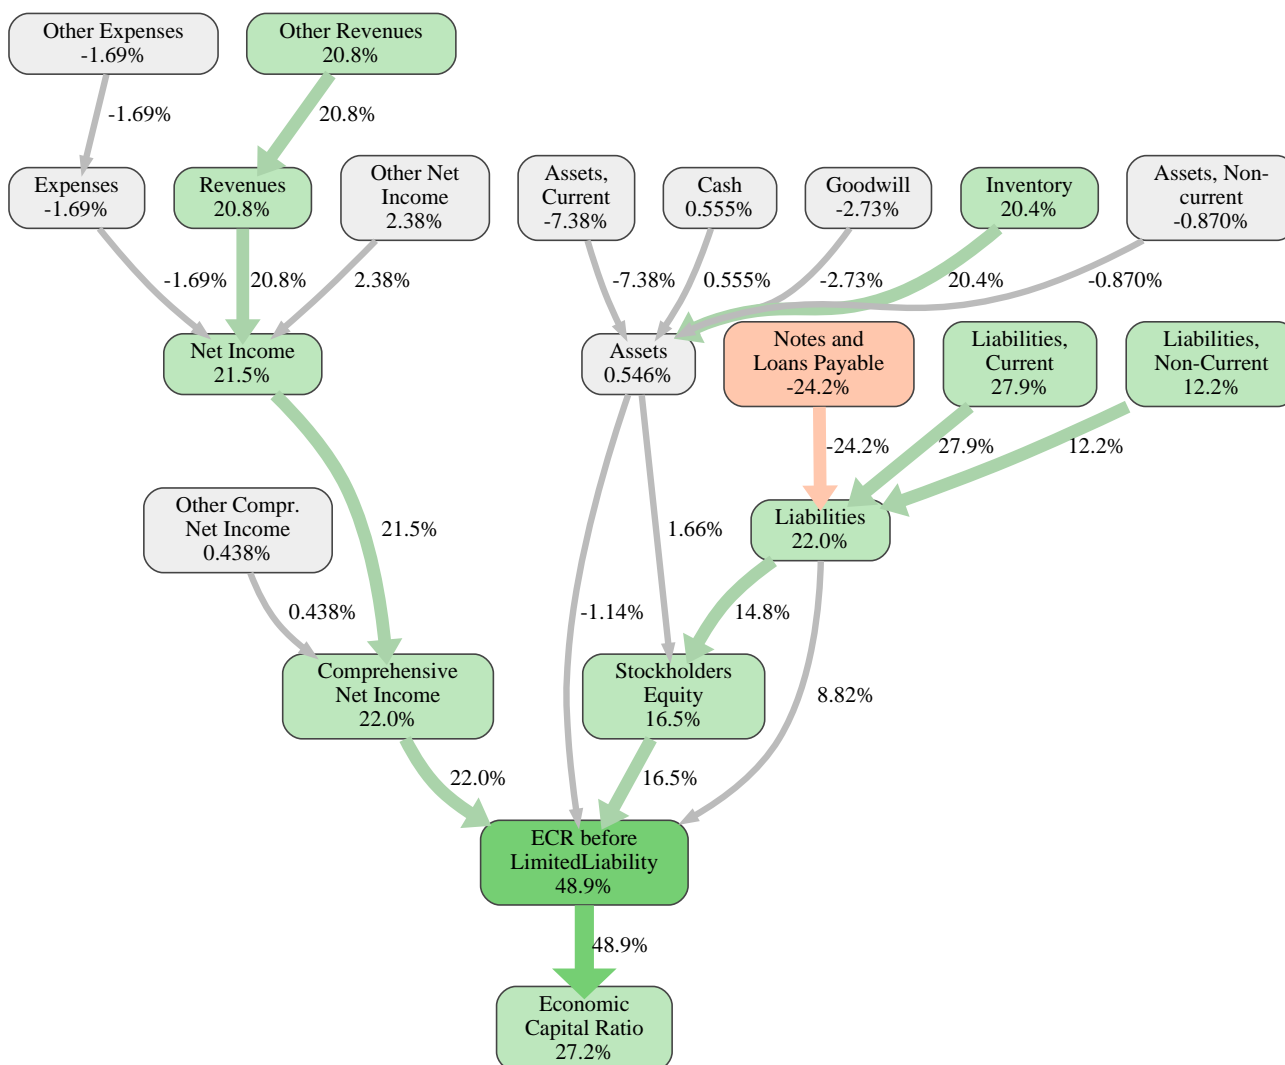 Other Expenses
-1.69%
Other Revenues
20.8%
-1.69%
20.8%
Expenses
-1.69%
Revenues
20.8%
Other Net
Income
2.38%
Assets,
Current
-7.38%
Cash
0.555%
Goodwill
-2.73%
Inventory
20.4%
Assets, Non-
current
-0.870%
-1.69%
20.8%
2.38%
-7.38%
0.555%
-2.73%
20.4%
-0.870%
Net Income
21.5%
Assets
0.546%
Notes and
Loans Payable
-24.2%
Liabilities,
Current
27.9%
Liabilities,
Non-Current
12.2%
-24.2%
27.9%
12.2%
Other Compr.
Net Income
0.438%
21.5%
1.66%
Liabilities
22.0%
0.438%
-1.14%
14.8%
8.82%
Comprehensive
Net Income
22.0%
Stockholders
Equity
16.5%
22.0%
16.5%
ECR before
LimitedLiability
48.9%
48.9%
Economic
Capital Ratio
27.2%